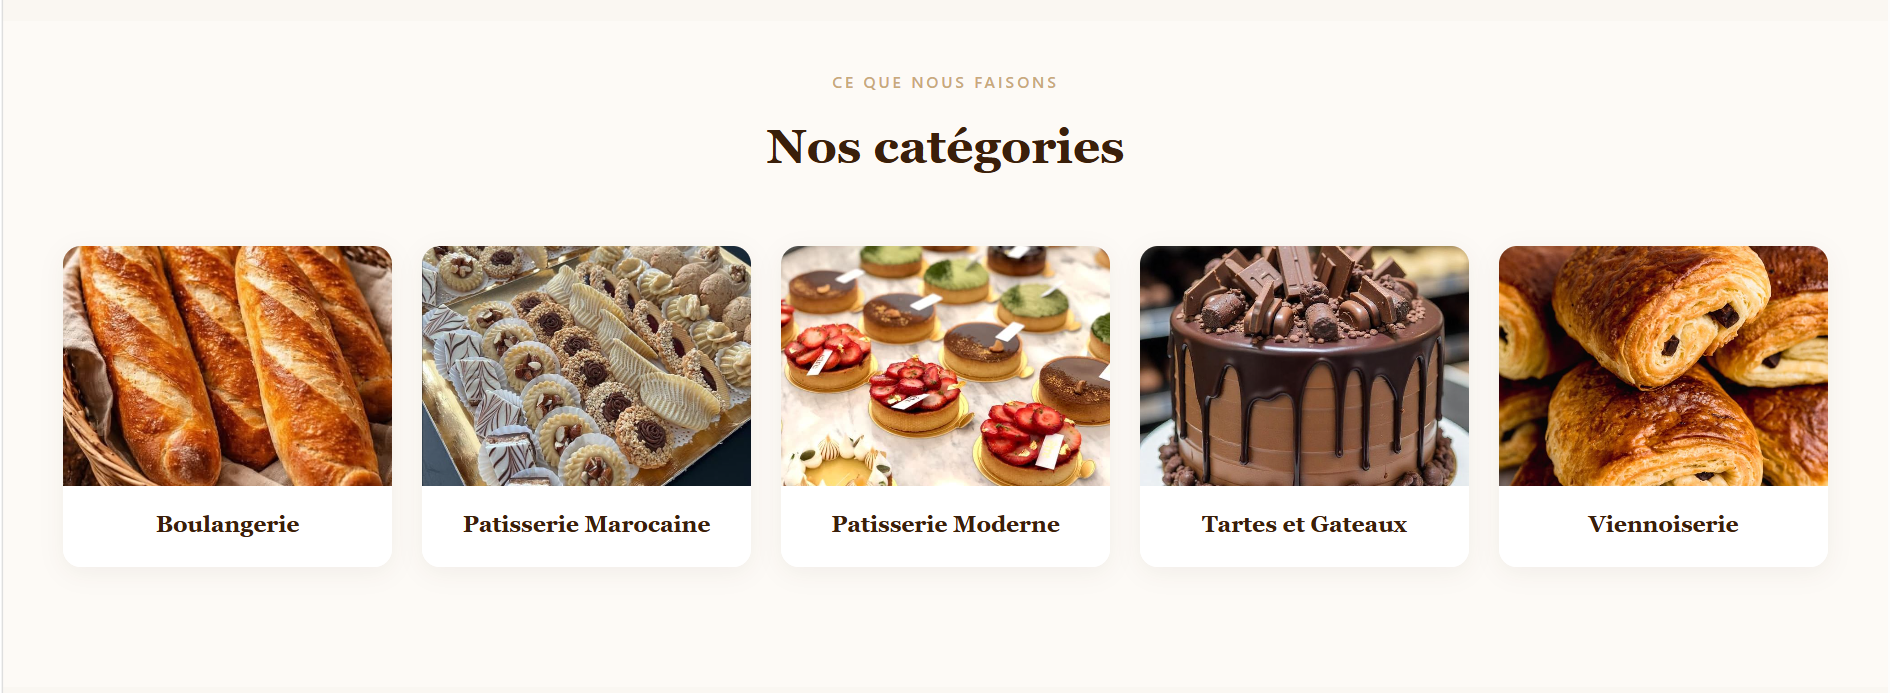 CE QUE NOUS FAISONS
Nos catégories
Boulangerie
Patisserie Marocaine
Patisserie Moderne
Tartes et Gateaux
Viennoiserie